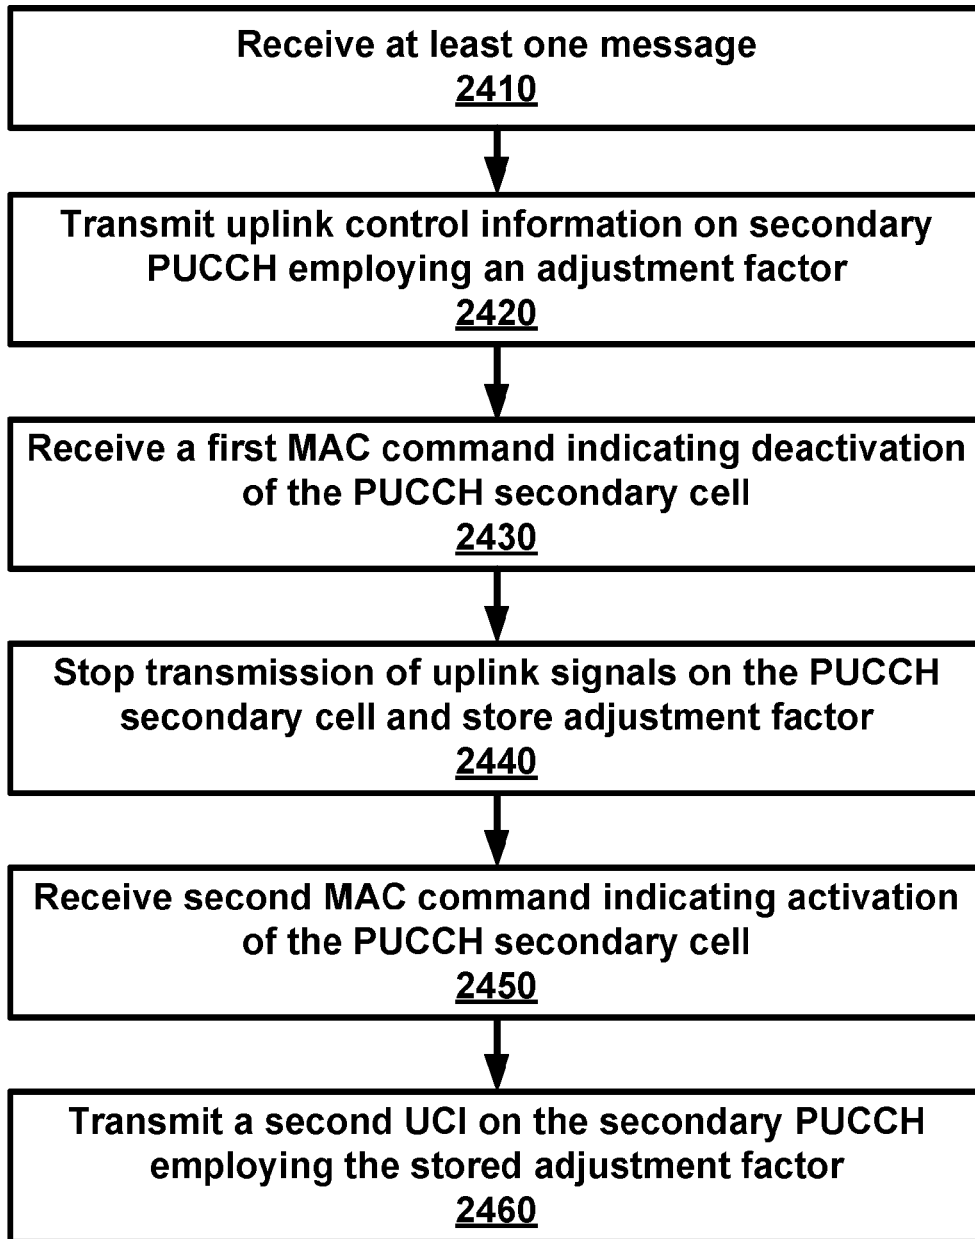 Receive at least one message
2410
Transmit uplink control information on secondary
PUCCH employing an adjustment factor
2420
Receive a first MAC command indicating deactivation
of the PUCCH secondary cell
2430
Stop transmission of uplink signals on the PUCCH
secondary cell and store adjustment factor
2440
Receive second MAC command indicating activation
of the PUCCH secondary cell
2450
Transmit a second UCI on the secondary PUCCH
employing the stored adjustment factor
2460